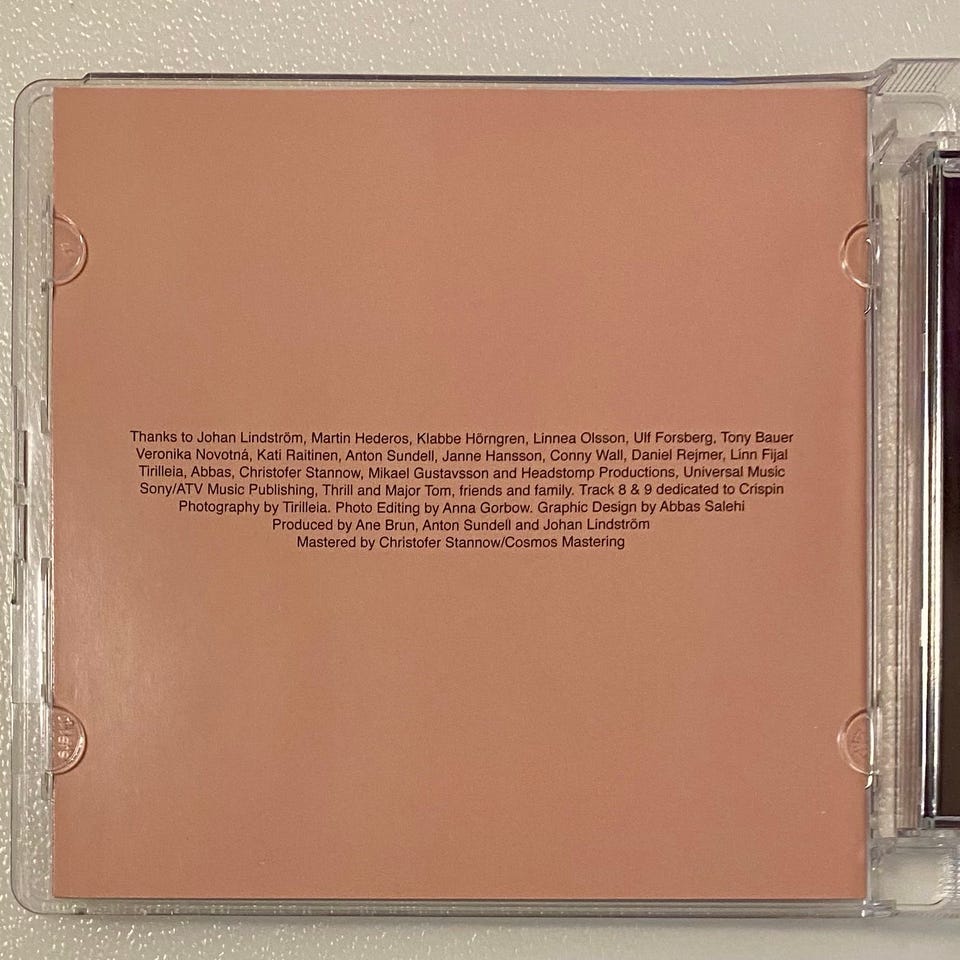 Thanks to Johan Lindström, Martin Hederos, Klabbe Hörngren, Linnea Olsson, Ulf Forsberg, Tony Bauer
Veronika Novotná, Kati Raitinen, Anton Sundell, Janne Hansson, Conny Wall, Daniel Rejmer, Linn Fijal
Tirilleia, Abbas, Christofer Stannow, Mikael Gustavsson and Headstomp Productions, Universal Music
Sony/ATV Music Publishing, Thrill and Major Tom, friends and family. Track 8 & 9 dedicated to Crispin
Photography by Tirilleia. Photo Editing by Anna Gorbow. Graphic Design by Abbas Salehi
Produced by Ane Brun, Anton Sundell and Johan Lindström
Mastered by Christofer Stannow/Cosmos Mastering